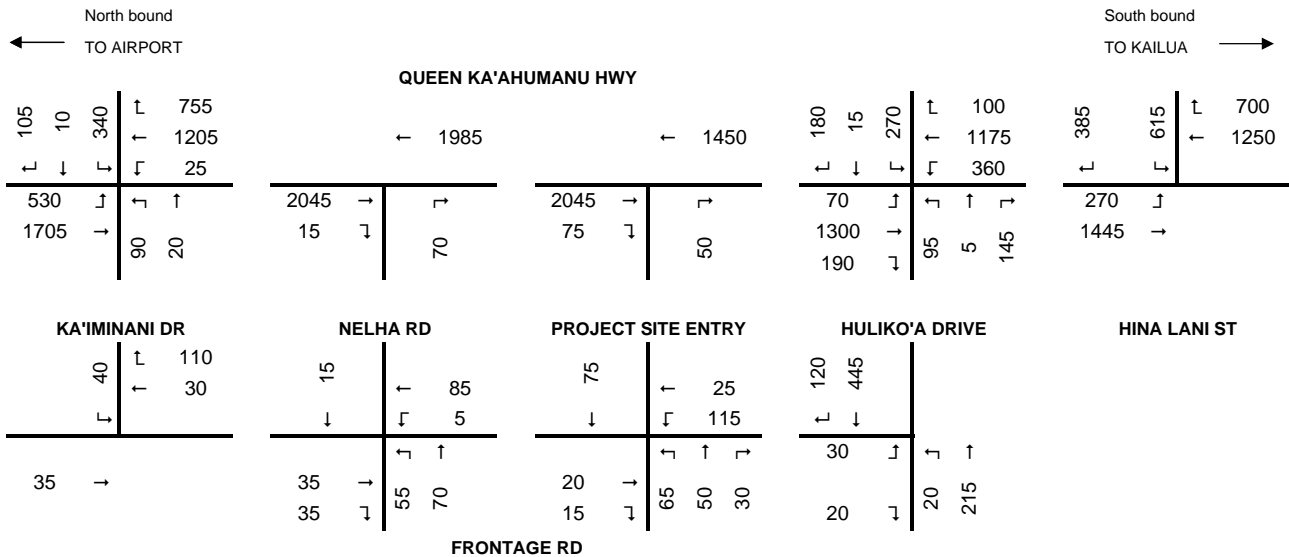 North bound
South bound
← TO AIRPORT
TO KAILUA →
QUEEN KA'AHUMANU HWY
105 10 340
↰ 755
← 1205
↵ ↓ ↳
↲ 25
530
1705 →
90 20
← 1985
2045 →
15
70
← 1450
2045 →
75
50
180 15 270
100
← 1175
360
70
1300 →
190
95 5 145
385 615
700
← 1250
270
1445 →
KA'IMINANI DR
NELHA RD
PROJECT SITE ENTRY
HULIKO'A DRIVE
HINA LANI ST
40
110
← 30
35 →
15
← 85
5
35 →
35
55 70
75
← 25
115
20 →
15
65 50 30
120 445
30
20
20 215
FRONTAGE RD